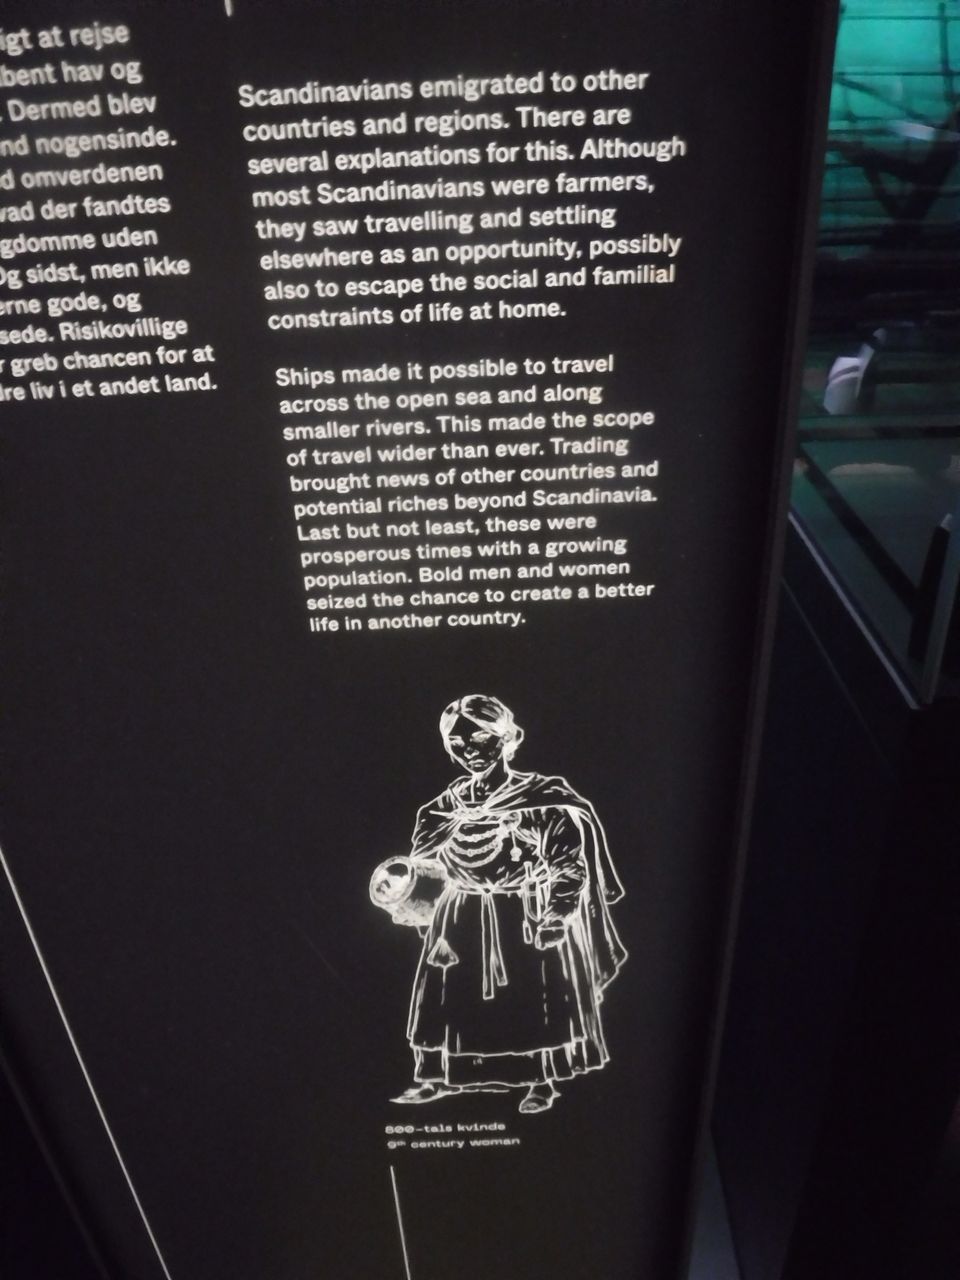 igt at rejse
bent hav og
. Dermed blev
nd nogensinde.
d omverdenen
vad der fandtes
gdomme uden
Og sidst, men ikke
erne gode, og
sede. Risikovillige
r greb chancen for at
dre liv i et andet land.
Scandinavians emigrated to other
countries and regions. There are
several explanations for this. Although
most Scandinavians were farmers,
they saw travelling and settling
elsewhere as an opportunity, possibly
also to escape the social and familial
constraints of life at home.
Ships made it possible to travel
across the open sea and along
smaller rivers. This made the scope
of travel wider than ever. Trading
brought news of other countries and
potential riches beyond Scandinavia.
Last but not least, these were
prosperous times with a growing
population. Bold men and women
seized the chance to create a better
life in another country.
800-tals kvinde
9th century woman